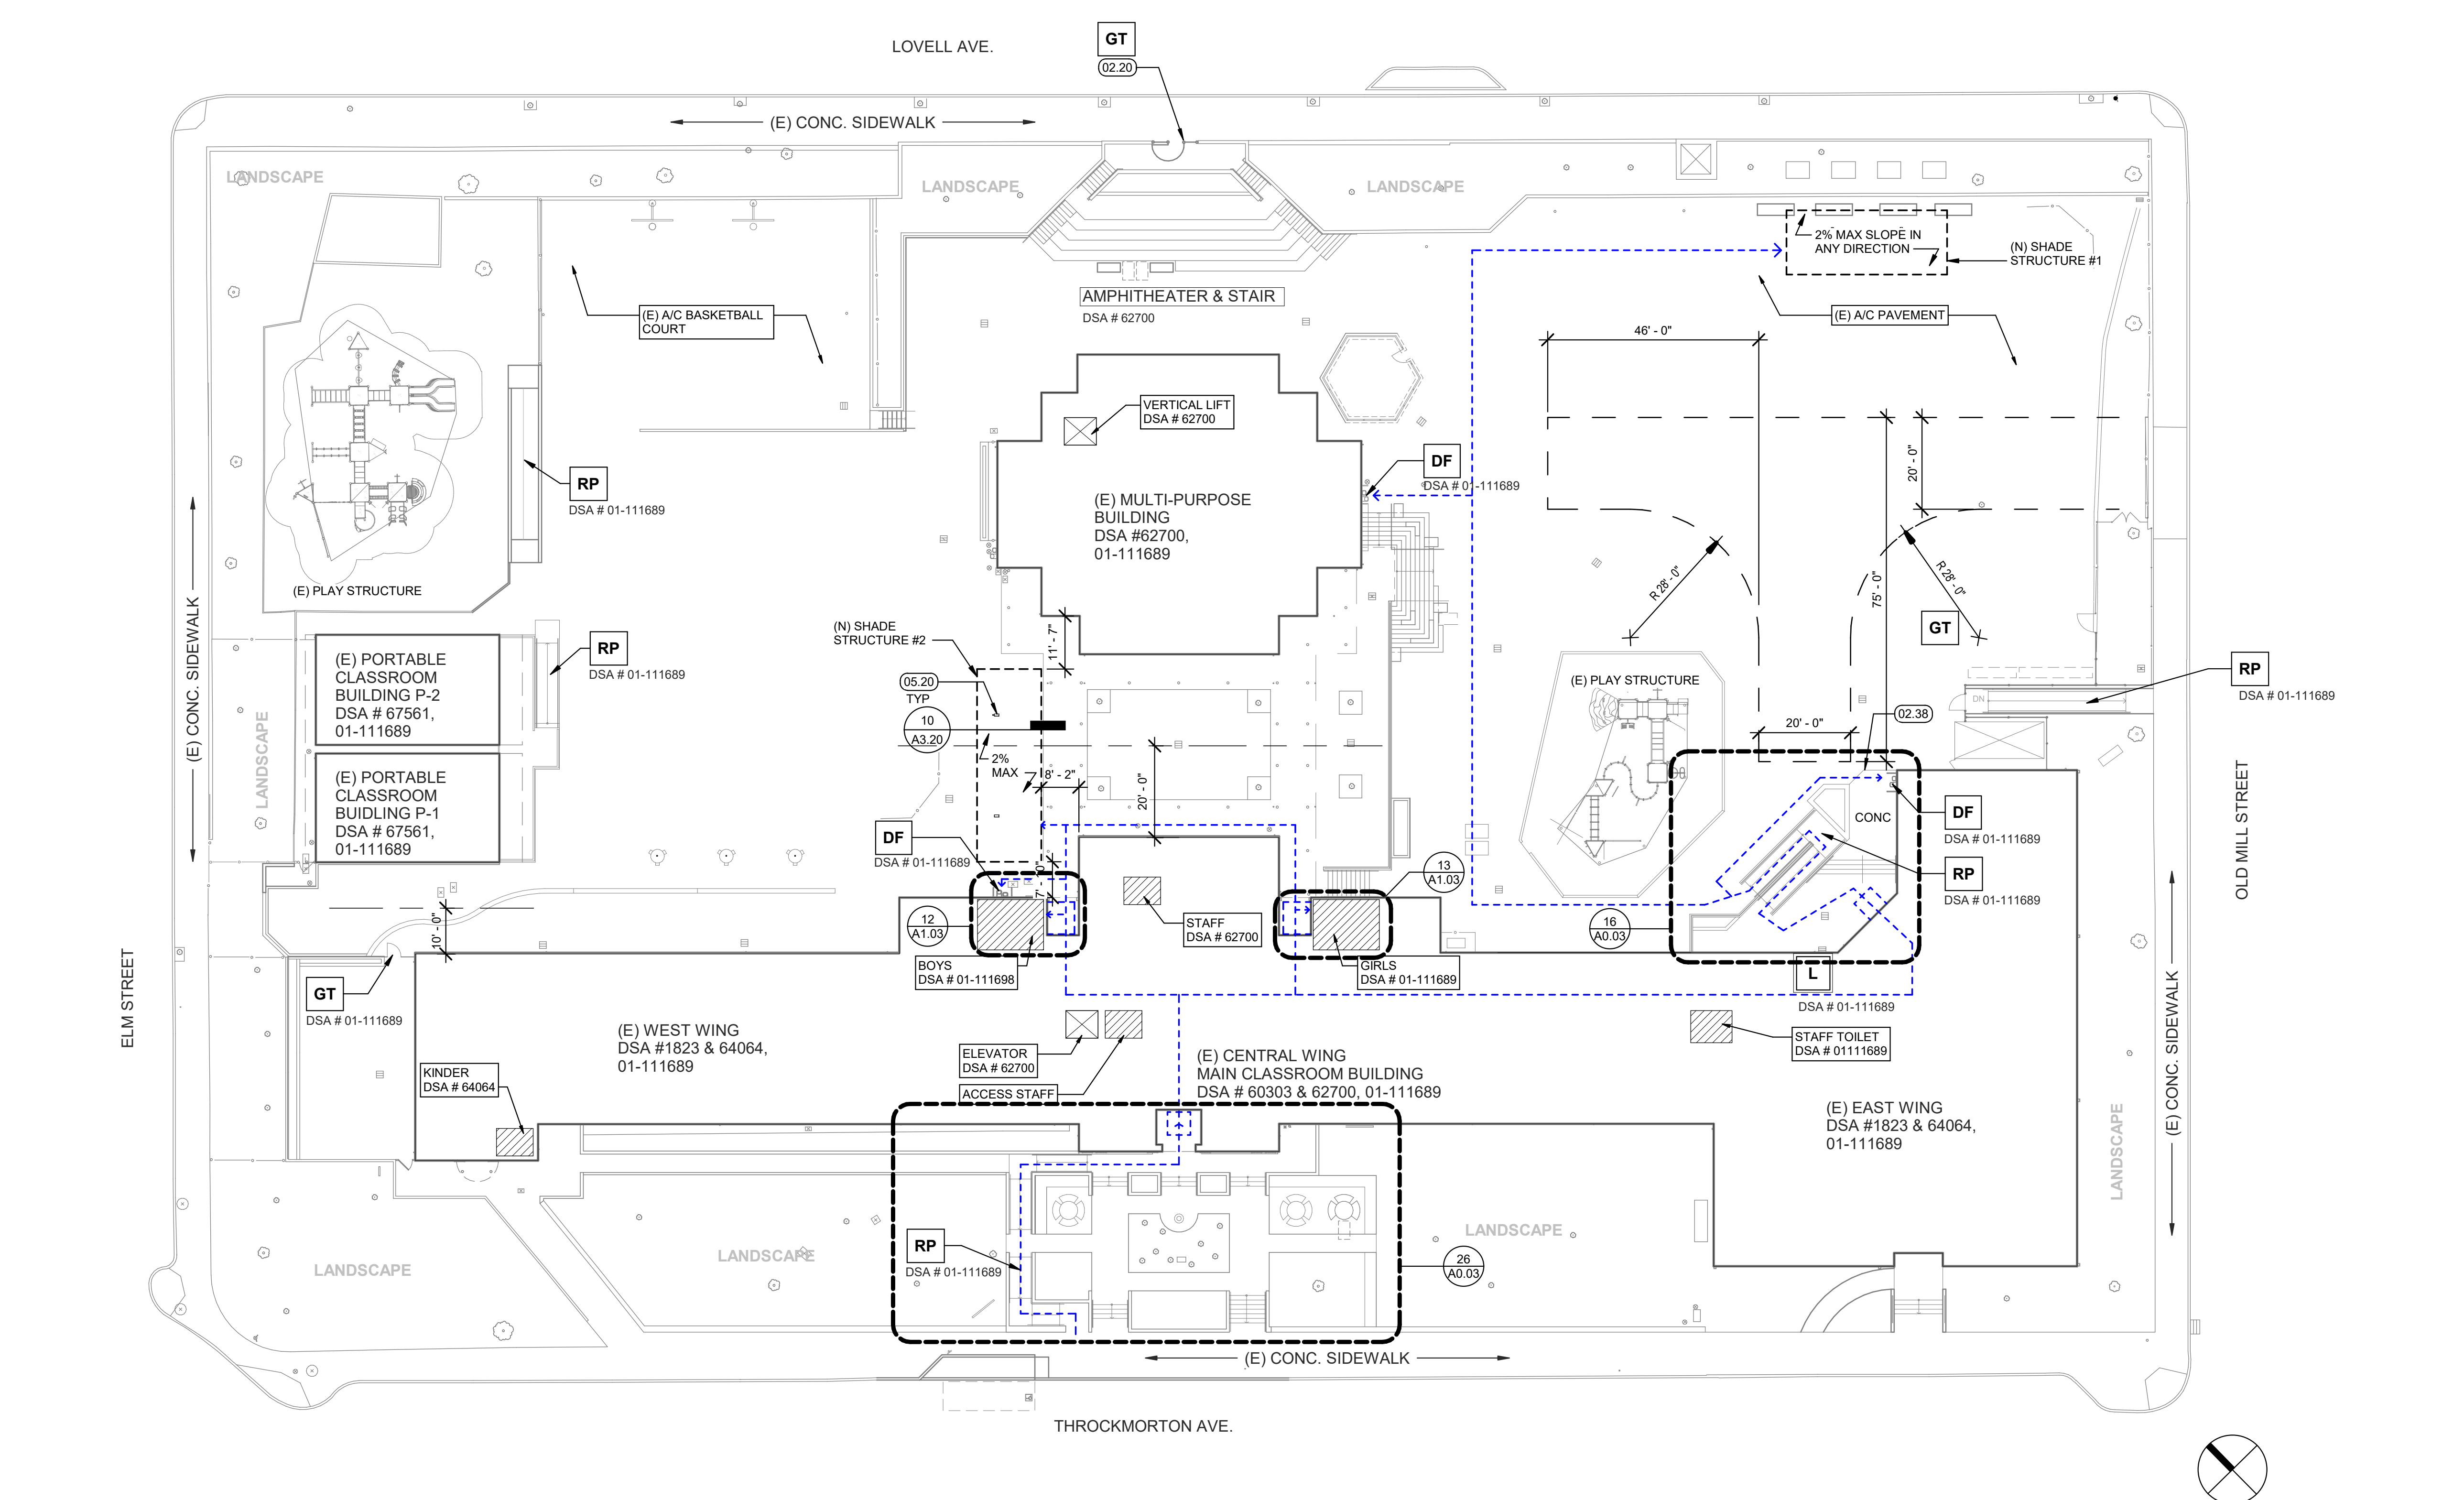 LOVELL AVE.
GT
02.20
(E) CONC. SIDEWALK
LANDSCAPE
LANDSCAPE
LANDSCAPE
2% MAX SLOPE IN
ANY DIRECTION
(N) SHADE
STRUCTURE #1
AMPHITHEATER & STAIR
DSA # 62700
(E) A/C BASKETBALL
COURT
(E) A/C PAVEMENT
46' - 0"
VERTICAL LIFT
DSA # 62700
DF
DSA # 01-111689
20' - 0"
RP
DSA # 01-111689
(E) MULTI-PURPOSE
BUILDING
DSA #62700,
01-111689
R 28' - 0"
75' - 0"
R 28' - 0"
GT
(E) PLAY STRUCTURE
(E) CONC. SIDEWALK
(N) SHADE
STRUCTURE #2
11' - 7"
RP
DSA # 01-111689
(E) PORTABLE
CLASSROOM
BUILDING P-2
DSA # 67561,
01-111689
(E) PORTABLE
CLASSROOM
BUIDLING P-1
DSA # 67561,
01-111689
LANDSCAPE
05.20
TYP
10
A3.20
2%
MAX
8' - 2"
20' - 0"
(E) PLAY STRUCTURE
RP
DSA # 01-111689
DN
02.38
20' - 0"
CONC
DF
DSA # 01-111689
RP
DSA # 01-111689
OLD MILL STREET
DF
DSA # 01-111689
13
A1.03
12
A1.03
16
A0.03
STAFF
DSA # 62700
BOYS
DSA # 01-111698
GIRLS
DSA # 01-111689
L
DSA # 01-111689
10' - 0"
GT
DSA # 01-111689
ELM STREET
(E) WEST WING
DSA #1823 & 64064,
01-111689
KINDER
DSA # 64064
ELEVATOR
DSA # 62700
ACCESS STAFF
(E) CENTRAL WING
MAIN CLASSROOM BUILDING
DSA # 60303 & 62700, 01-111689
STAFF TOILET
DSA # 01111689
(E) EAST WING
DSA #1823 & 64064,
01-111689
(E) CONC. SIDEWALK
LANDSCAPE
LANDSCAPE
LANDSCAPE
RP
DSA # 01-111689
LANDSCAPE
26
A0.03
(E) CONC. SIDEWALK
THROCKMORTON AVE.